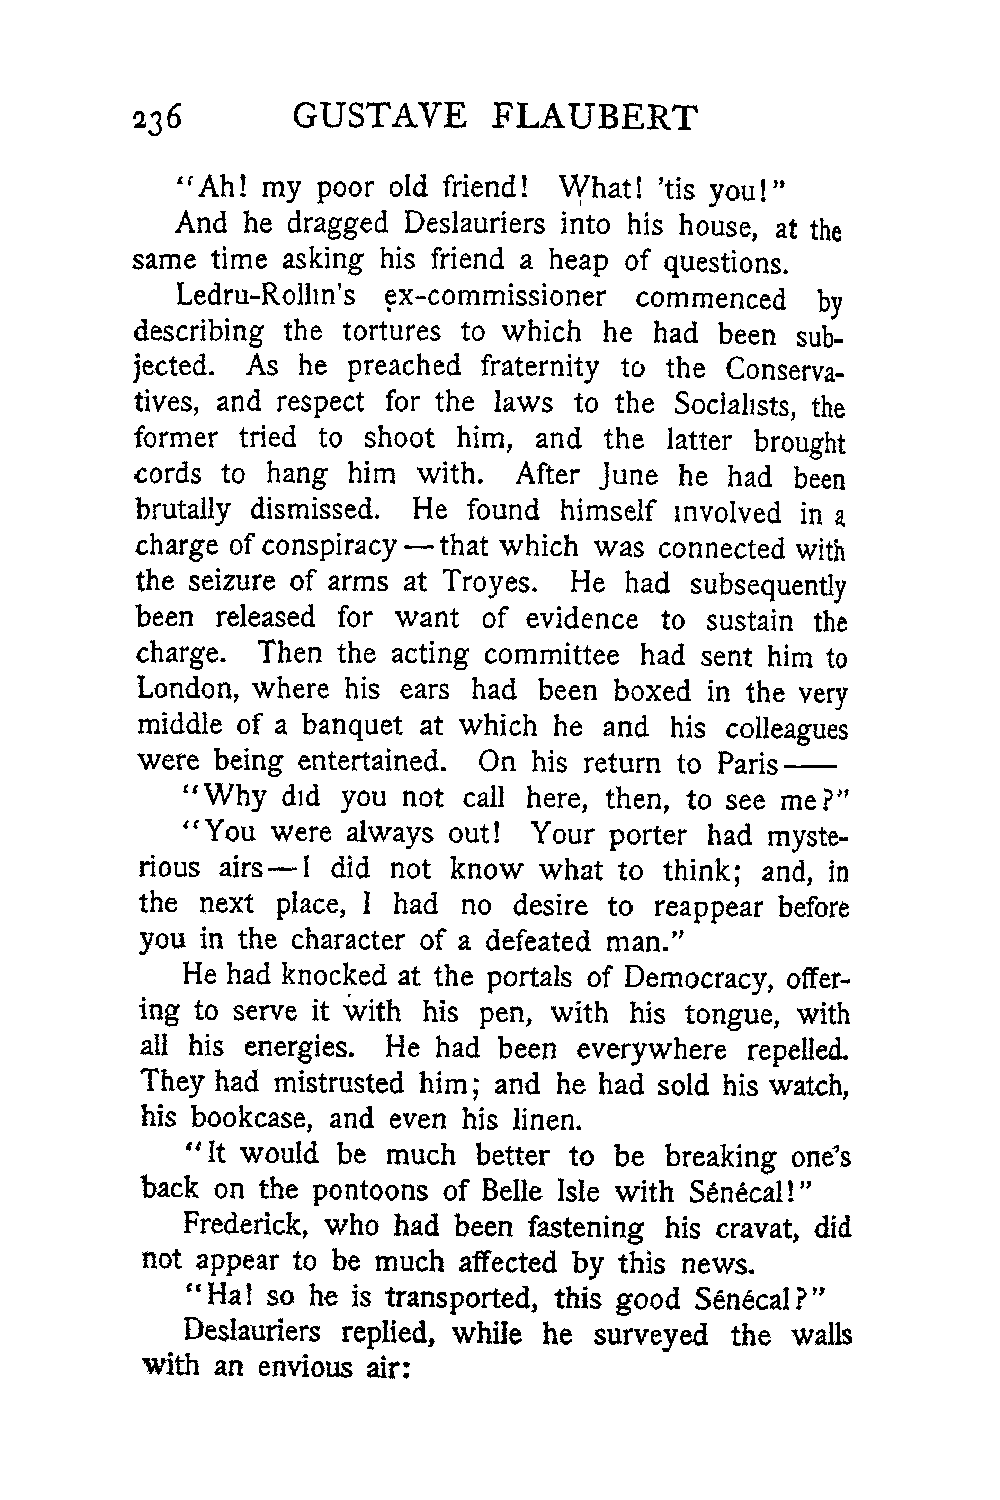 236 GUSTAVE FLAUBERT
"Ah! my poor old friend! What! 'tis you!"
And he dragged Deslauriers into his house, at the
same time asking his friend a heap of questions.
Ledru-Rollin's ex-commissioner commenced by
describing the tortures to which he had been sub-
jected. As he preached fraternity to the Conserva-
tives, and respect for the laws to the Socialists, the
former tried to shoot him, and the latter brought
cords to hang him with. After June he had been
brutally dismissed. He found himself involved in a
charge of conspiracy—that which was connected with
the seizure of arms at Troyes. He had subsequently
been released for want of evidence to sustain the
charge. Then the acting committee had sent him to
London, where his ears had been boxed in the very
middle of a banquet at which he and his colleagues
were being entertained. On his return to Paris——
"Why did you not call here, then, to see me?"
"You were always out! Your porter had myste-
rious airs—I did not know what to think; and, in
the next place, I had no desire to reappear before
you in the character of a defeated man."
He had knocked at the portals of Democracy, offer-
ing to serve it with his pen, with his tongue, with
all his energies. He had been everywhere repelled.
They had mistrusted him; and he had sold his watch,
his bookcase, and even his linen.
"It would be much better to be breaking one's
back on the pontoons of Belle Isle with Sénécal!"
Frederick, who had been fastening his cravat, did
not appear to be much affected by this news.
"Ha! so he is transported, this good Sénécal?"
Deslauriers replied, while he surveyed the walls
with an envious air: